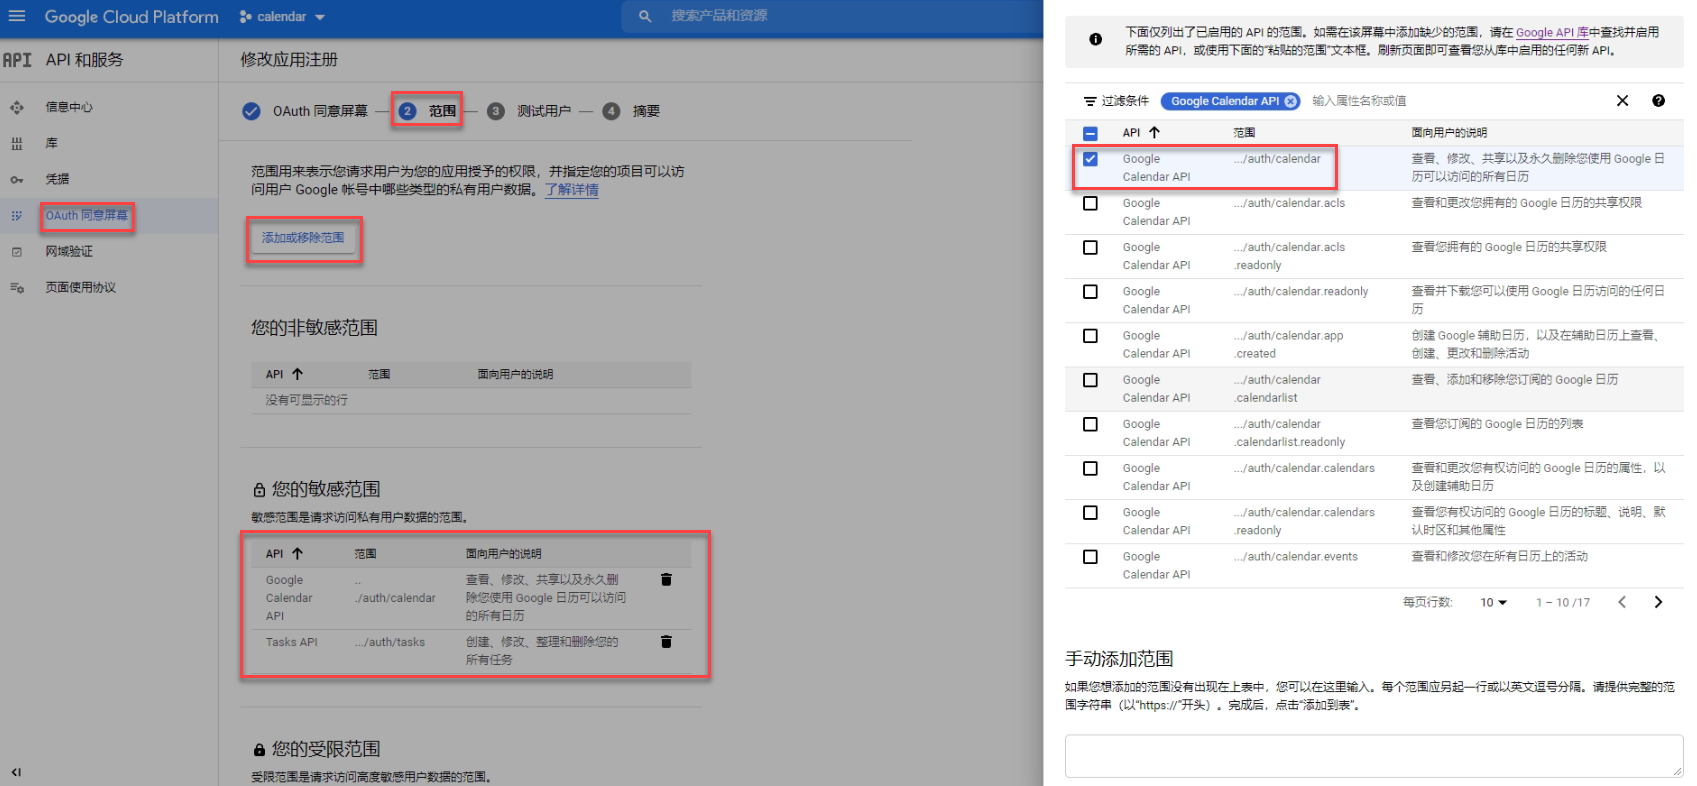 Google Cloud Platform
calendar
搜索产品和资源
API
API 和服务
信息中心
库
凭据
OAuth 同意屏幕
网域验证
页面使用协议
修改应用注册
OAuth 同意屏幕
2 范围
3 测试用户
4 摘要
范围用来表示您请求用户为您的应用授予的权限，并指定您的项目可以访
问用户 Google 帐号中哪些类型的私有用户数据。了解详情
添加或移除范围
您的非敏感范围
API 范围 面向用户的说明
没有可显示的行
您的敏感范围
敏感范围是请求访问私有用户数据的范围。
API 范围 面向用户的说明
Google .. 查看、修改、共享以及永久删
Calendar ./auth/calendar 除您使用 Google 日历可以访问
API 的所有日历
Tasks API .../auth/tasks 创建、修改、整理和删除您的
所有任务
您的受限范围
受限范围是请求访问高度敏感用户数据的范围。
下面仅列出了已启用的 API 的范围。如需在该屏幕中添加缺少的范围，请在 Google API 库中查找并启用
所需的 API，或使用下面的“粘贴的范围”文本框。刷新页面即可查看您从库中启用的任何新 API。
过滤条件 Google Calendar API 输入属性名称或值
API 范围 面向用户的说明
Google .../auth/calendar 查看、修改、共享以及永久删除您使用 Google 日
Calendar API 历可以访问的所有日历
Google .../auth/calendar.acls 查看和更改您拥有的 Google 日历的共享权限
Calendar API
Google .../auth/calendar.acls 查看您拥有的 Google 日历的共享权限
Calendar API .readonly
Google .../auth/calendar.readonly 查看并下载您可以使用 Google 日历访问的任何日
Calendar API 历
Google .../auth/calendar.app 创建 Google 辅助日历，以及在辅助日历上查看、
Calendar API .created 创建、更改和删除活动
Google .../auth/calendar 查看、添加和移除您订阅的 Google 日历
Calendar API .calendarlist
Google .../auth/calendar 查看您订阅的 Google 日历的列表
Calendar API .calendarlist.readonly
Google .../auth/calendar.calendars 查看和更改您有权访问的 Google 日历的属性，以
Calendar API 及创建辅助日历
Google .../auth/calendar.calendars 查看您有权访问的 Google 日历的标题、说明、默
Calendar API .readonly 认时区和其他属性
Google .../auth/calendar.events 查看和修改您在所有日历上的活动
Calendar API
每页行数: 10 1 – 10 /17
手动添加范围
如果您想添加的范围没有出现在上表中，您可以在这里输入。每个范围应另起一行或以英文逗号分隔。请提供完整的范
围字符串（以“https://”开头）。完成后，点击“添加到表”。